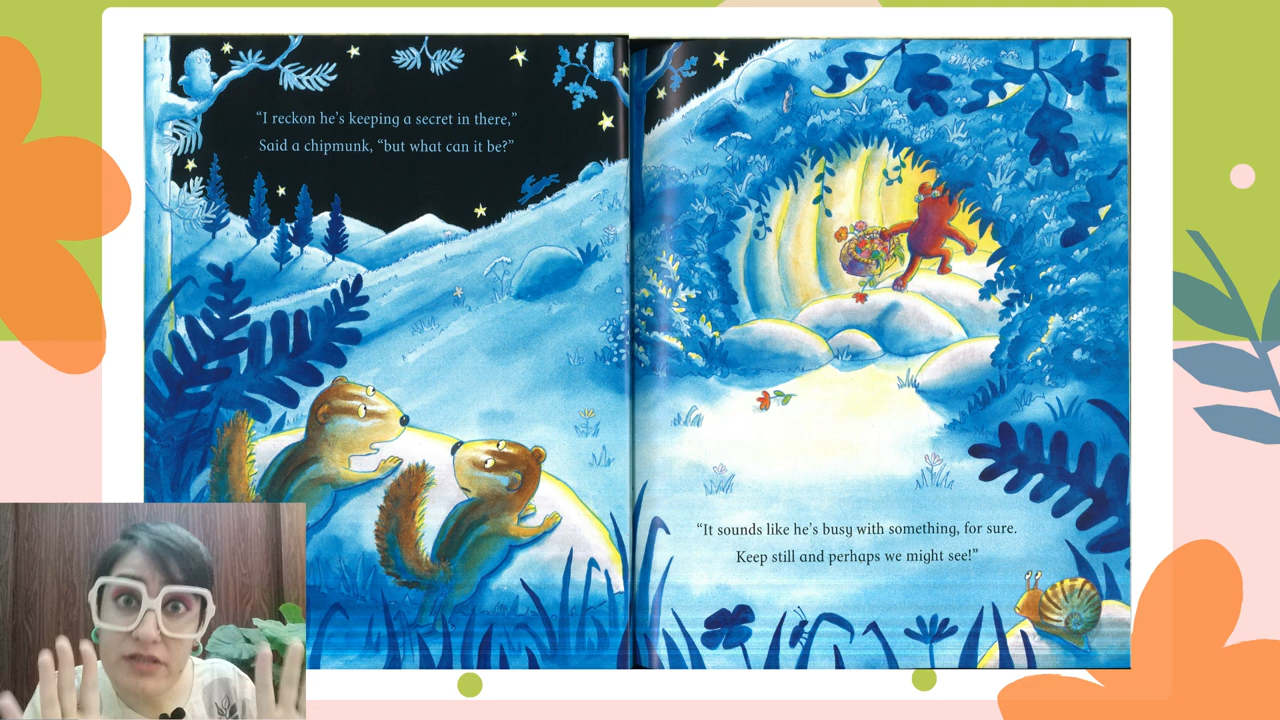 “I reckon he’s keeping a secret in there,”
Said a chipmunk, “but what can it be?”
“It sounds like he’s busy with something, for sure.
Keep still and perhaps we might see!”